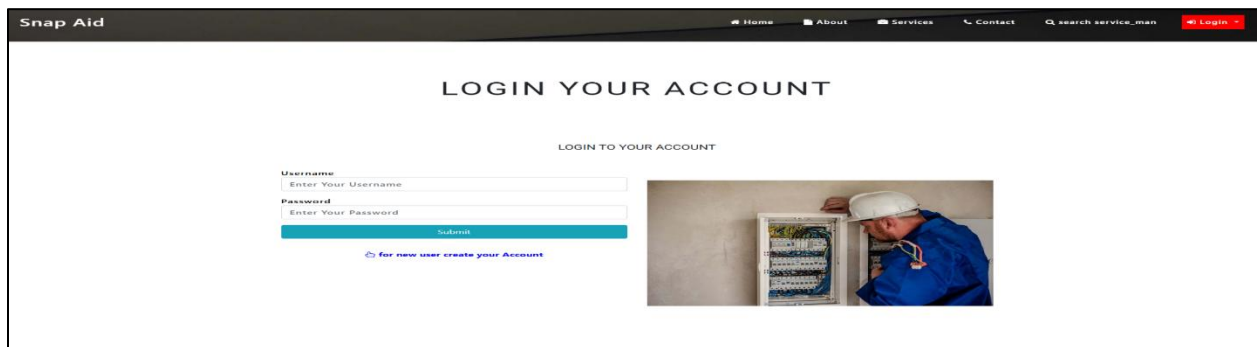 Snap Aid
Home About Services Contact search service_man Login
LOGIN YOUR ACCOUNT
LOGIN TO YOUR ACCOUNT
Username
Enter Your Username
Password
Enter Your Password
Submit
for new user create your Account